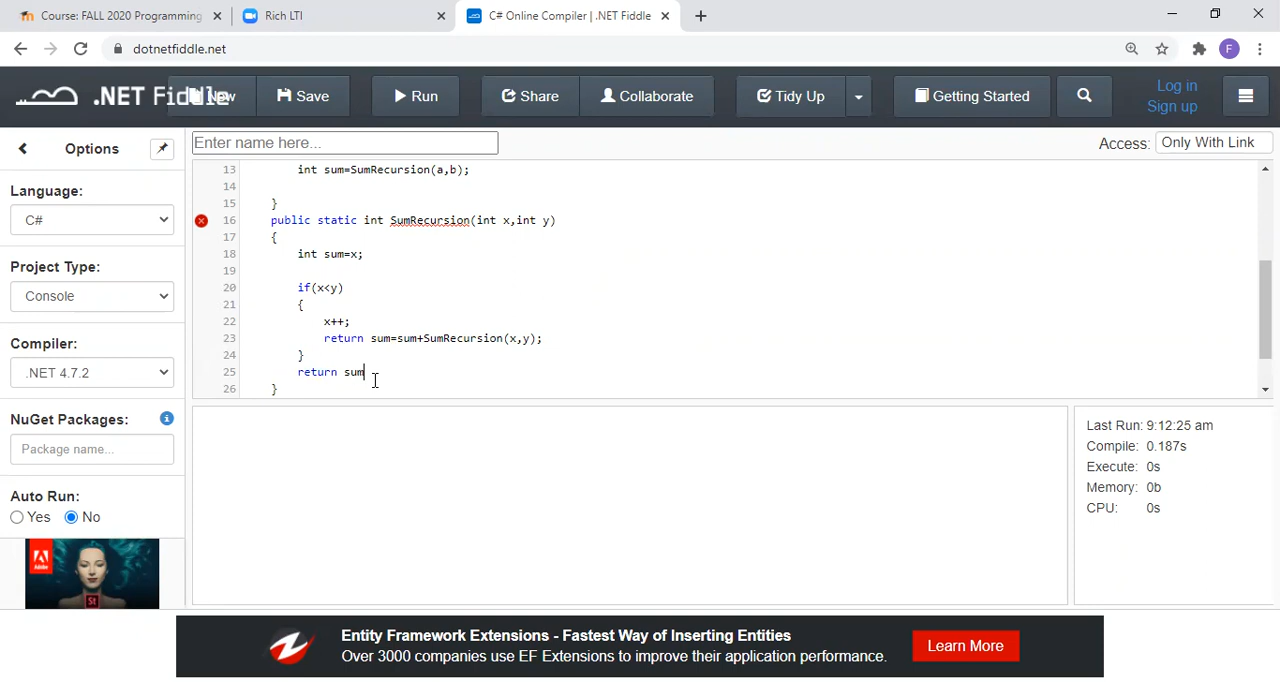 Course: FALL 2020 Programming
Rich LTI
C# Online Compiler | .NET Fiddle
dotnetfiddle.net
F
.NET Fiddle
Save
Run
Share
Collaborate
Tidy Up
Getting Started
Log in
Sign up
Options
Enter name here...
Access:
Only With Link
Language:
C#
Project Type:
Console
Compiler:
.NET 4.7.2
NuGet Packages:
Package name...
Auto Run:
Yes
No
13 int sum=SumRecursion(a,b);
14
15 }
16 public static int SumRecursion(int x,int y)
17 {
18 int sum=x;
19
20 if(x<y)
21 {
22 x++;
23 return sum=sum+SumRecursion(x,y);
24 }
25 return sum
26 }
Last Run: 9:12:25 am
Compile: 0.187s
Execute: 0s
Memory: 0b
CPU: 0s
Adobe
St
Entity Framework Extensions - Fastest Way of Inserting Entities
Over 3000 companies use EF Extensions to improve their application performance.
Learn More